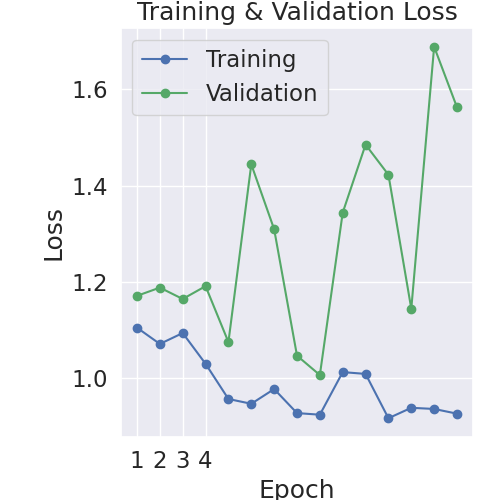 Training & Validation Loss
Training
Validation
1.6
1.4
1.2
1.0
Loss
1 2 3 4
Epoch